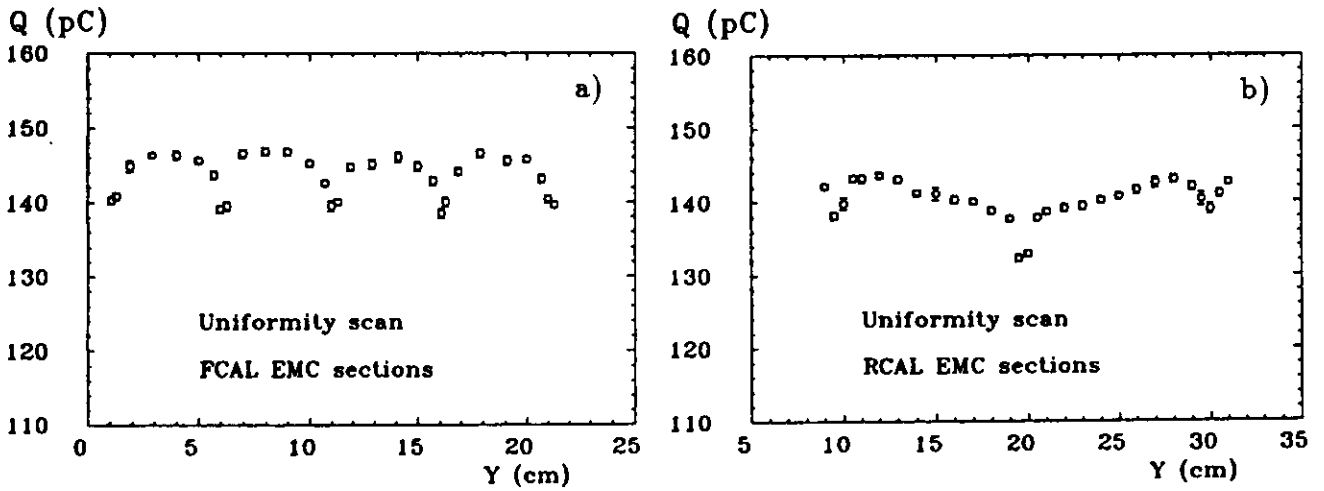 Q (pC)
160
150
140
130
120
110
a)
Uniformity scan
FCAL EMC sections
0 5 10 15 20 25
Y (cm)
Q (pC)
160
150
140
130
120
110
b)
Uniformity scan
RCAL EMC sections
5 10 15 20 25 30 35
Y (cm)